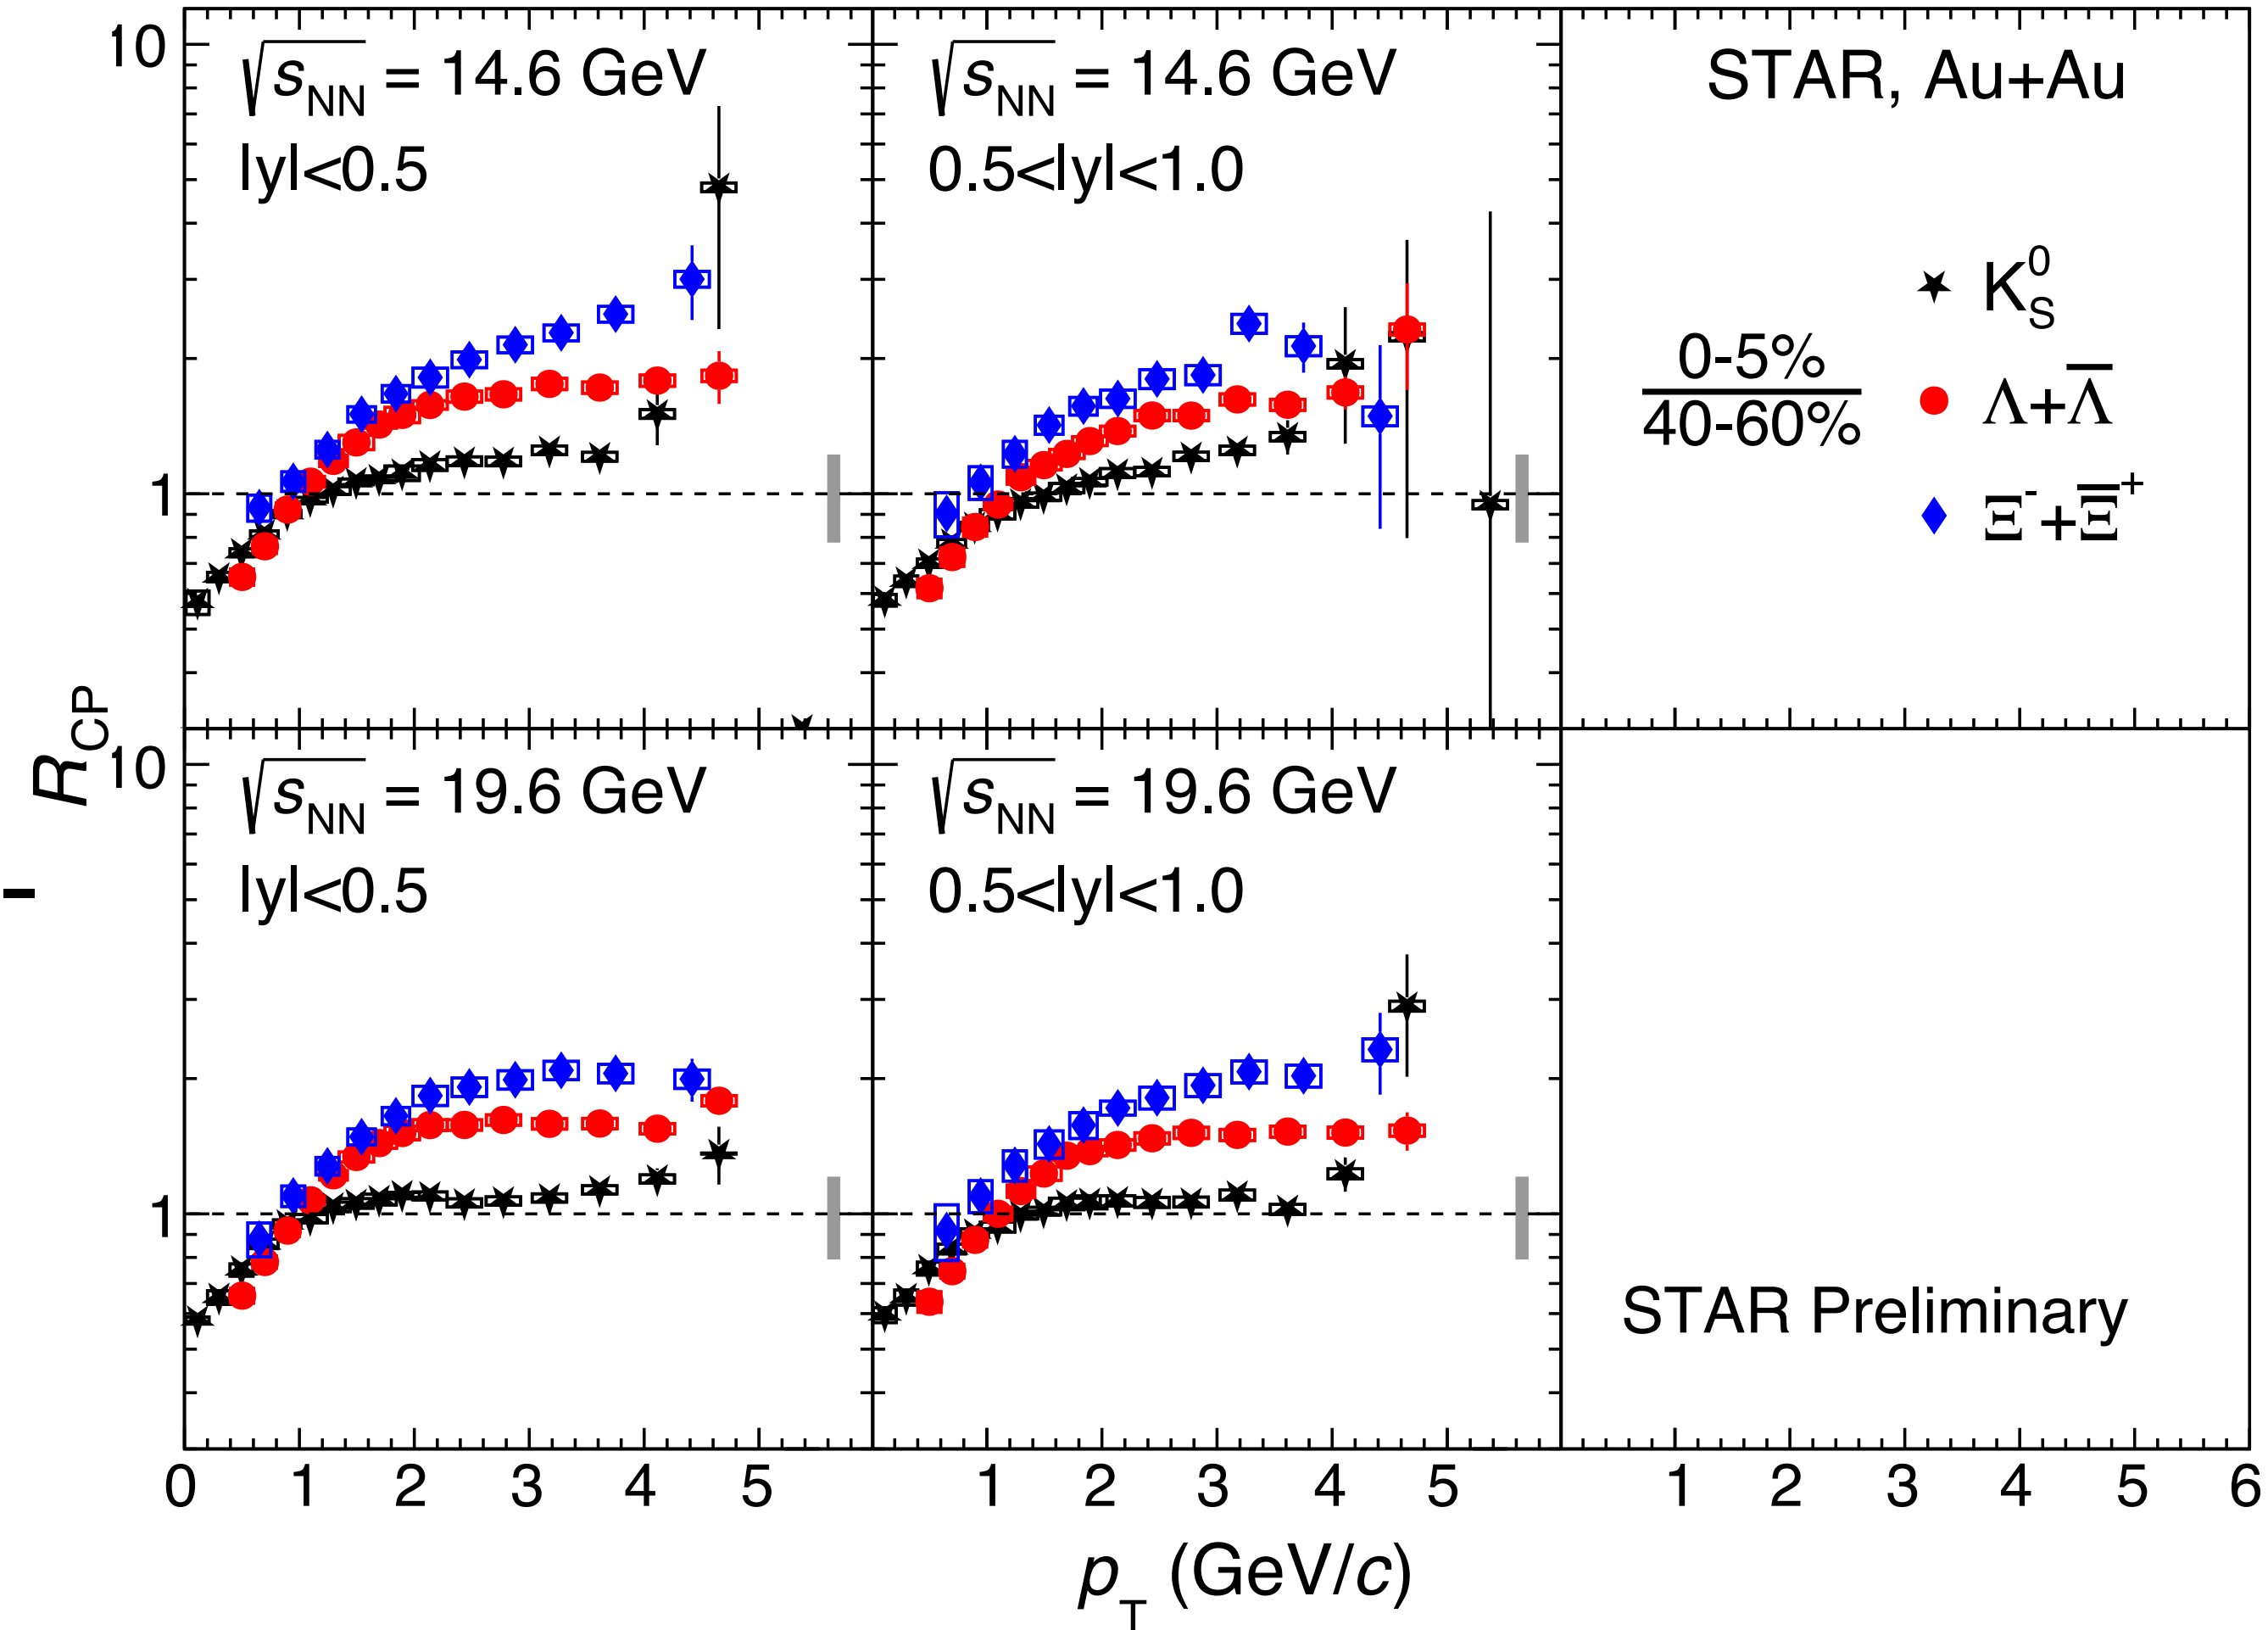 10
√sNN = 14.6 GeV
|y|<0.5
1
√sNN = 14.6 GeV
0.5<|y|<1.0
STAR, Au+Au
0-5%
40-60%
K⁰S
Λ+Λ̅
Ξ⁻+Ξ̅⁺
RCP
10
√sNN = 19.6 GeV
|y|<0.5
1
√sNN = 19.6 GeV
0.5<|y|<1.0
STAR Preliminary
0 1 2 3 4 5 1 2 3 4 5 1 2 3 4 5 6
pT (GeV/c)